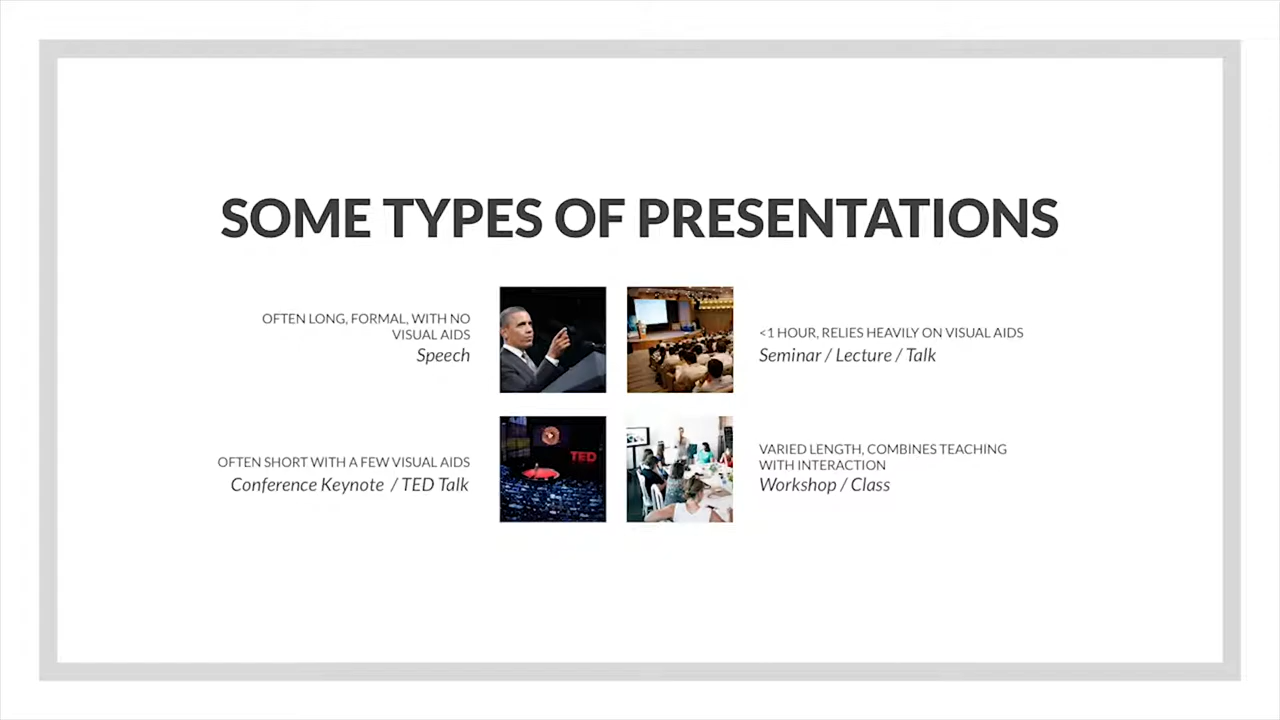 SOME TYPES OF PRESENTATIONS
OFTEN LONG, FORMAL, WITH NO
VISUAL AIDS
Speech
<1 HOUR, RELIES HEAVILY ON VISUAL AIDS
Seminar / Lecture / Talk
OFTEN SHORT WITH A FEW VISUAL AIDS
Conference Keynote / TED Talk
TED
VARIED LENGTH, COMBINES TEACHING
WITH INTERACTION
Workshop / Class